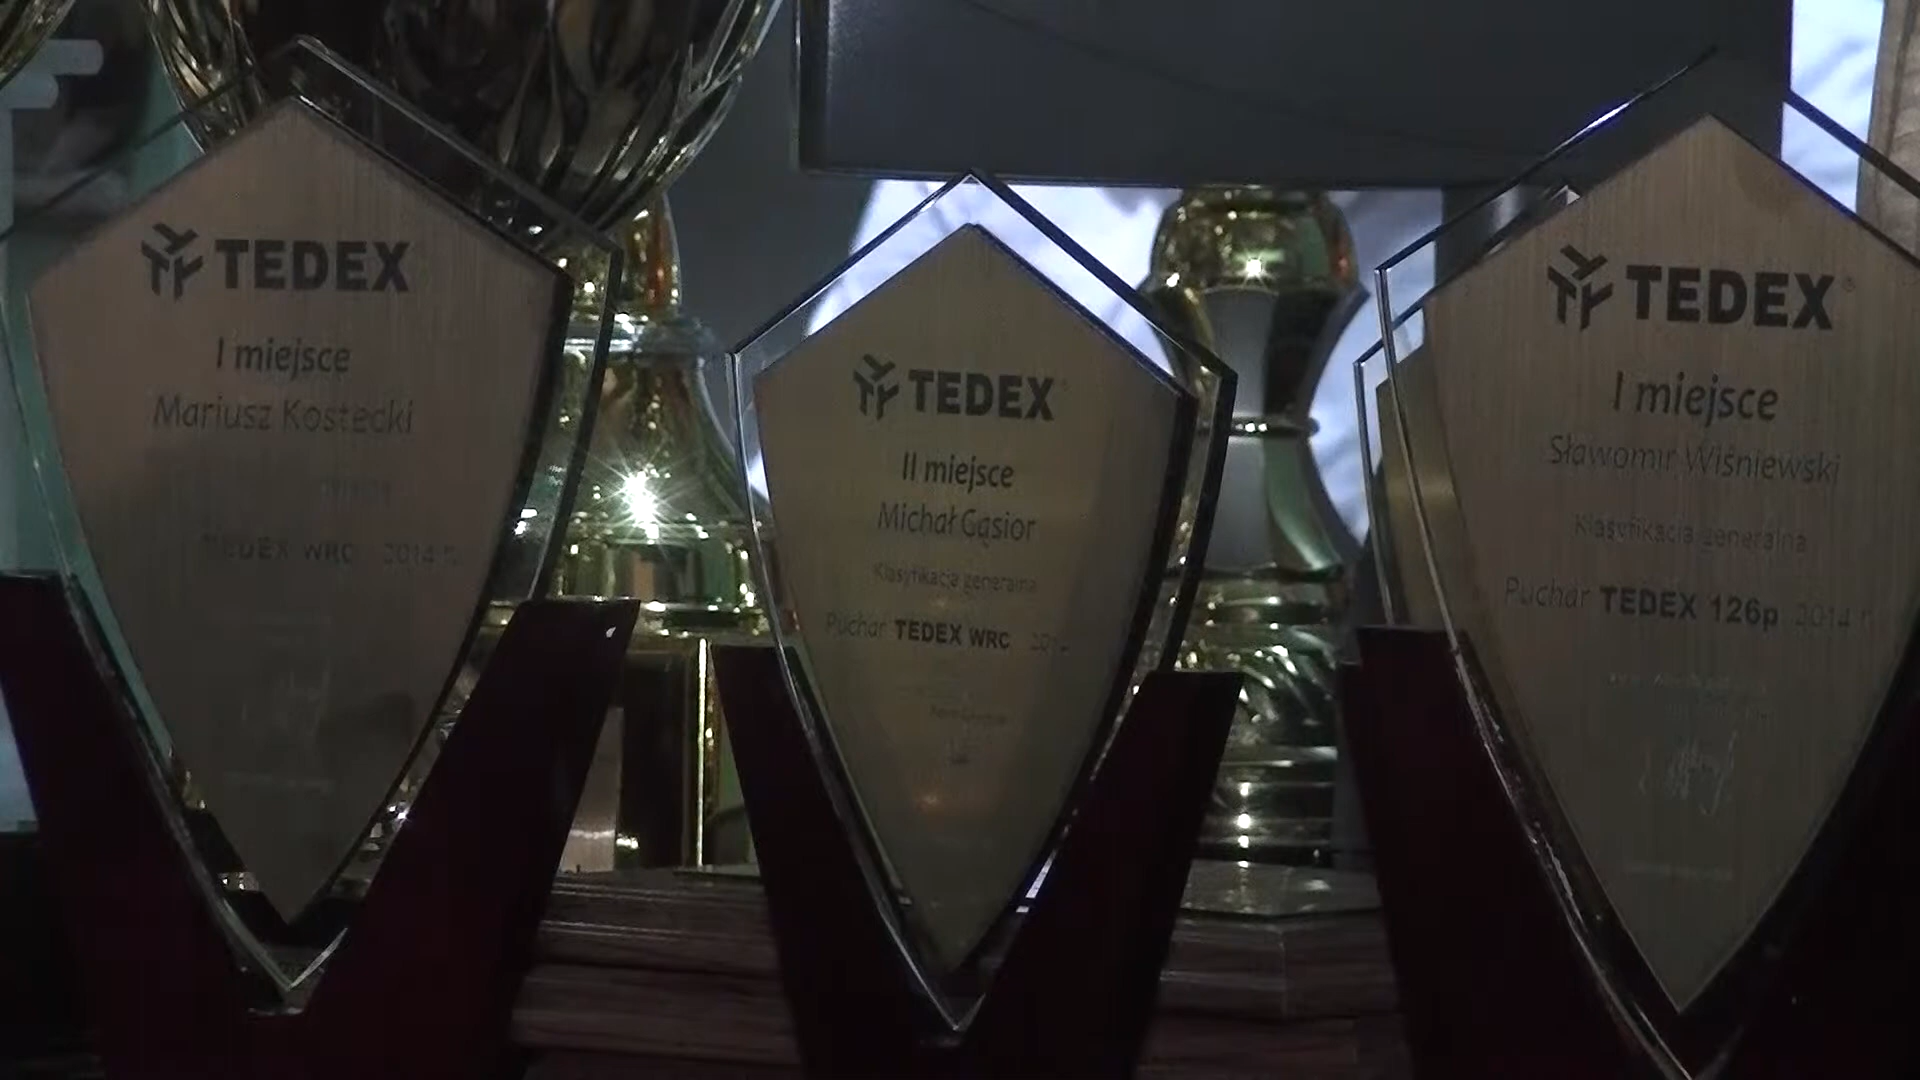 TEDEX
I miejsce
Mariusz Kostecki
TEDEX WRC 2014 r.
TEDEX
II miejsce
Michał Gąsior
Klasyfikacja generalna
Puchar TEDEX WRC 2014
TEDEX®
I miejsce
Sławomir Wiśniewski
Klasyfikacja generalna
Puchar TEDEX 126p 2014 r.